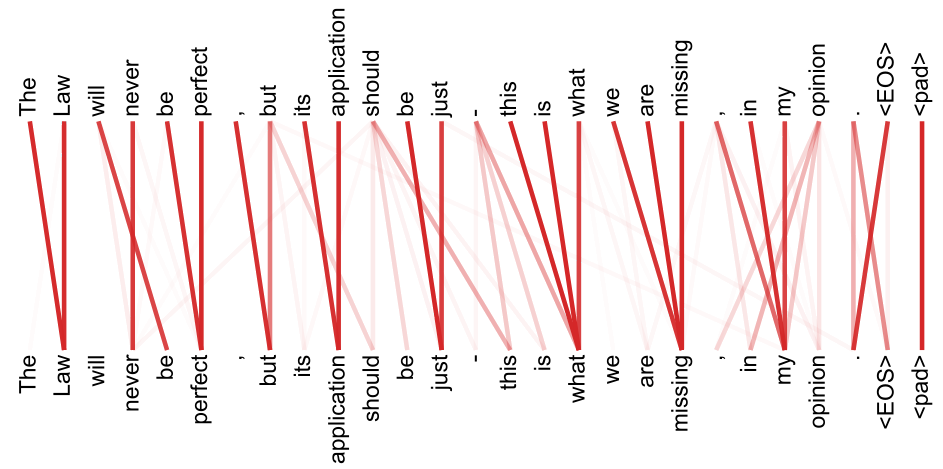 The Law will never be perfect , but its application should be just - this is what we are missing , in my opinion . <EOS> <pad>
The Law will never be perfect , but its application should be just - this is what we are missing , in my opinion . <EOS> <pad>